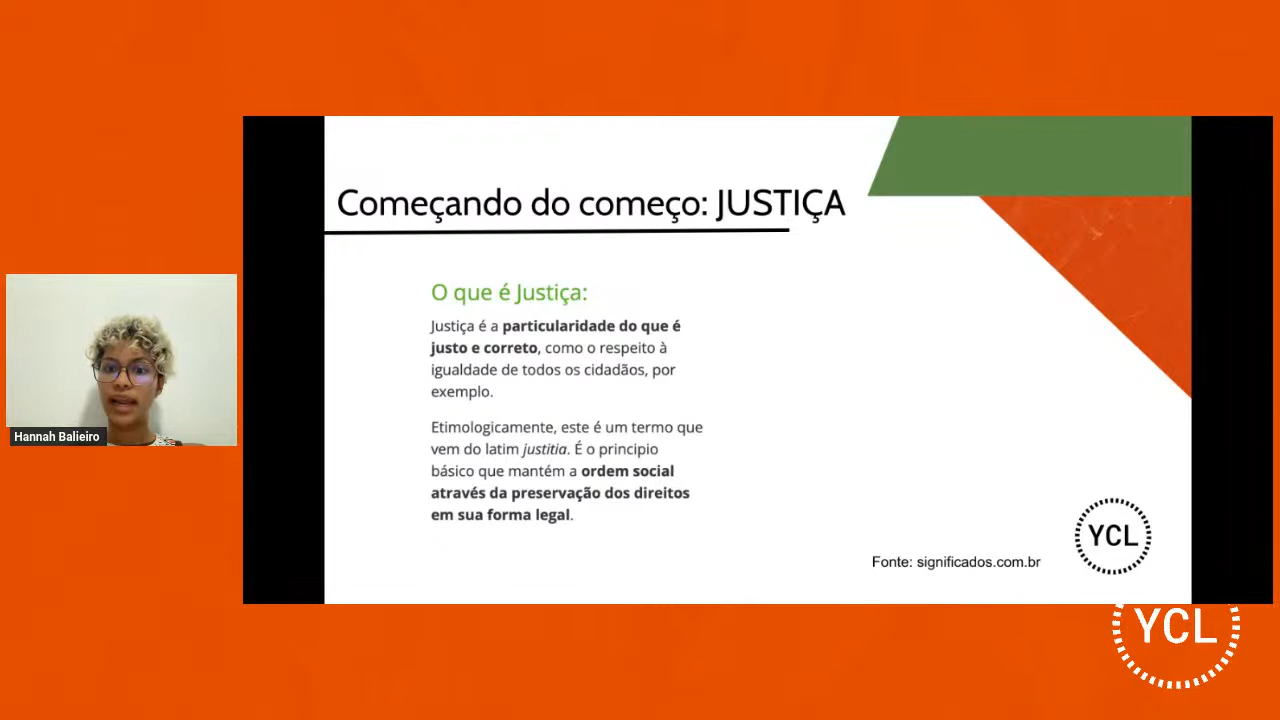 Começando do começo: JUSTIÇA
O que é Justiça:
Justiça é a particularidade do que é
justo e correto, como o respeito à
igualdade de todos os cidadãos, por
exemplo.
Etimologicamente, este é um termo que
vem do latim justitia. É o principio
básico que mantém a ordem social
através da preservação dos direitos
em sua forma legal.
Hannah Balieiro
YCL
Fonte: significados.com.br
YCL